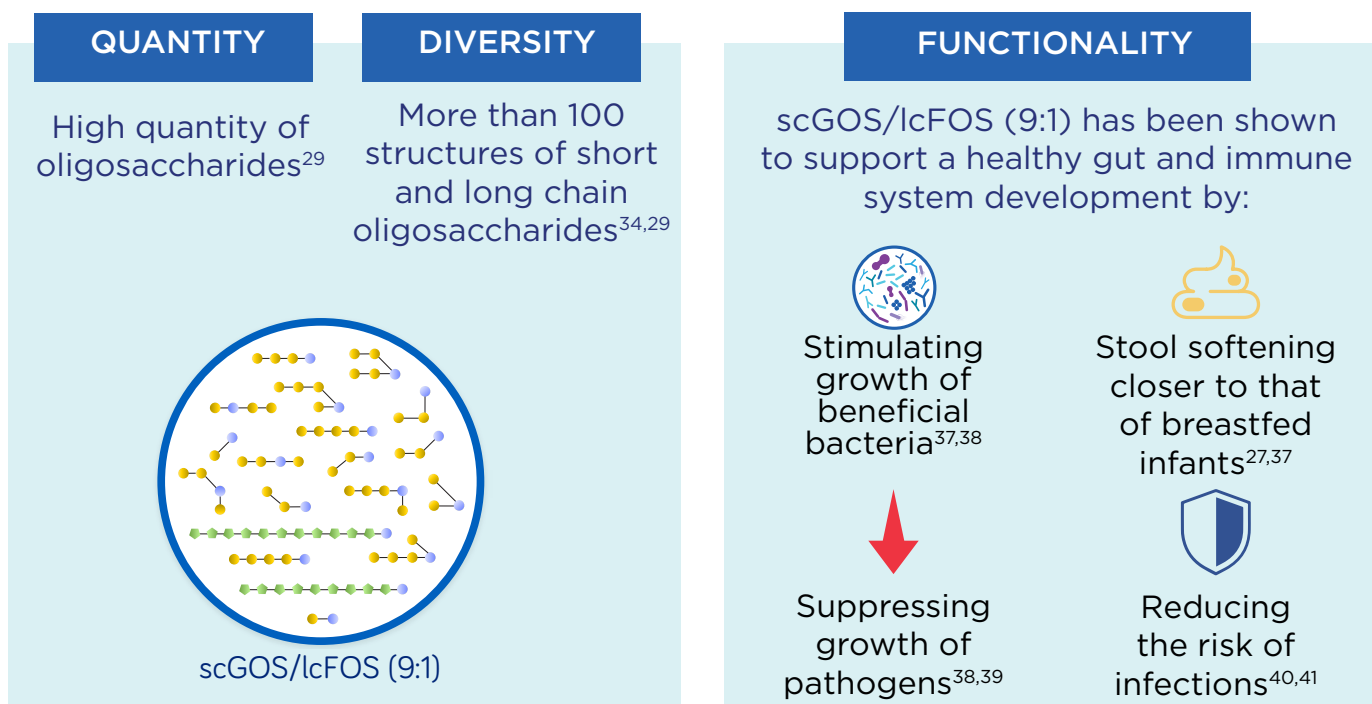 QUANTITY
High quantity of
oligosaccharides29
DIVERSITY
More than 100
structures of short
and long chain
oligosaccharides34,29
scGOS/lcFOS (9:1)
FUNCTIONALITY
scGOS/lcFOS (9:1) has been shown
to support a healthy gut and immune
system development by:
Stimulating
growth of
beneficial
bacteria37,38
Stool softening
closer to that
of breastfed
infants27,37
Suppressing
growth of
pathogens38,39
Reducing
the risk of
infections40,41